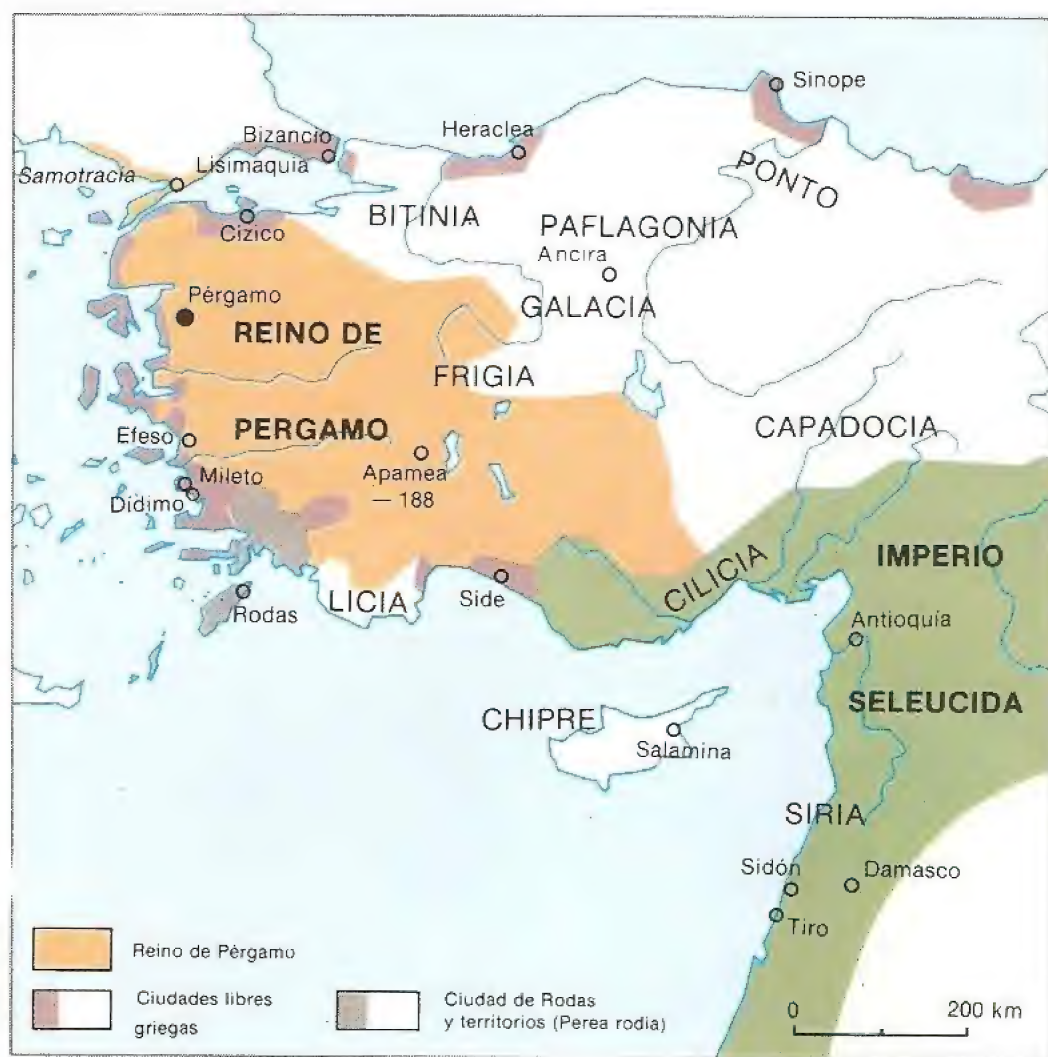 Sinope
Bizancio
Heraclea
Lisimaquia
Samotracia
PONTO
BITINIA
PAFLAGONIA
Cizico
Ancira
Pérgamo
GALACIA
REINO DE
FRIGIA
PERGAMO
CAPADOCIA
Efeso
Apamea
— 188
Mileto
Dídimo
IMPERIO
CILICIA
LICIA
Side
Rodas
Antioquía
SELEUCIDA
CHIPRE
Salamina
SIRIA
Sidón
Damasco
Tiro
Reino de Pérgamo
Ciudades libres
griegas
Ciudad de Rodas
y territorios (Perea rodia)
0 200 km